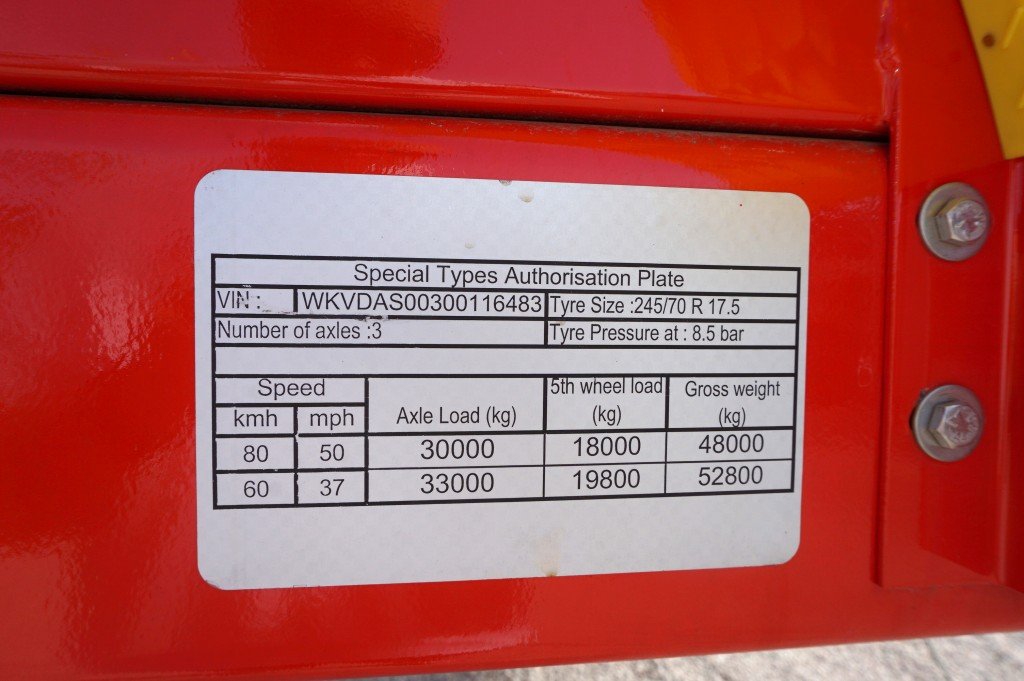 Special Types Authorisation Plate
VIN : WKVDAS00300116483 Tyre Size :245/70 R 17.5
Number of axles :3 Tyre Pressure at : 8.5 bar
Speed Axle Load (kg) 5th wheel load (kg) Gross weight (kg)
kmh mph
80 50 30000 18000 48000
60 37 33000 19800 52800